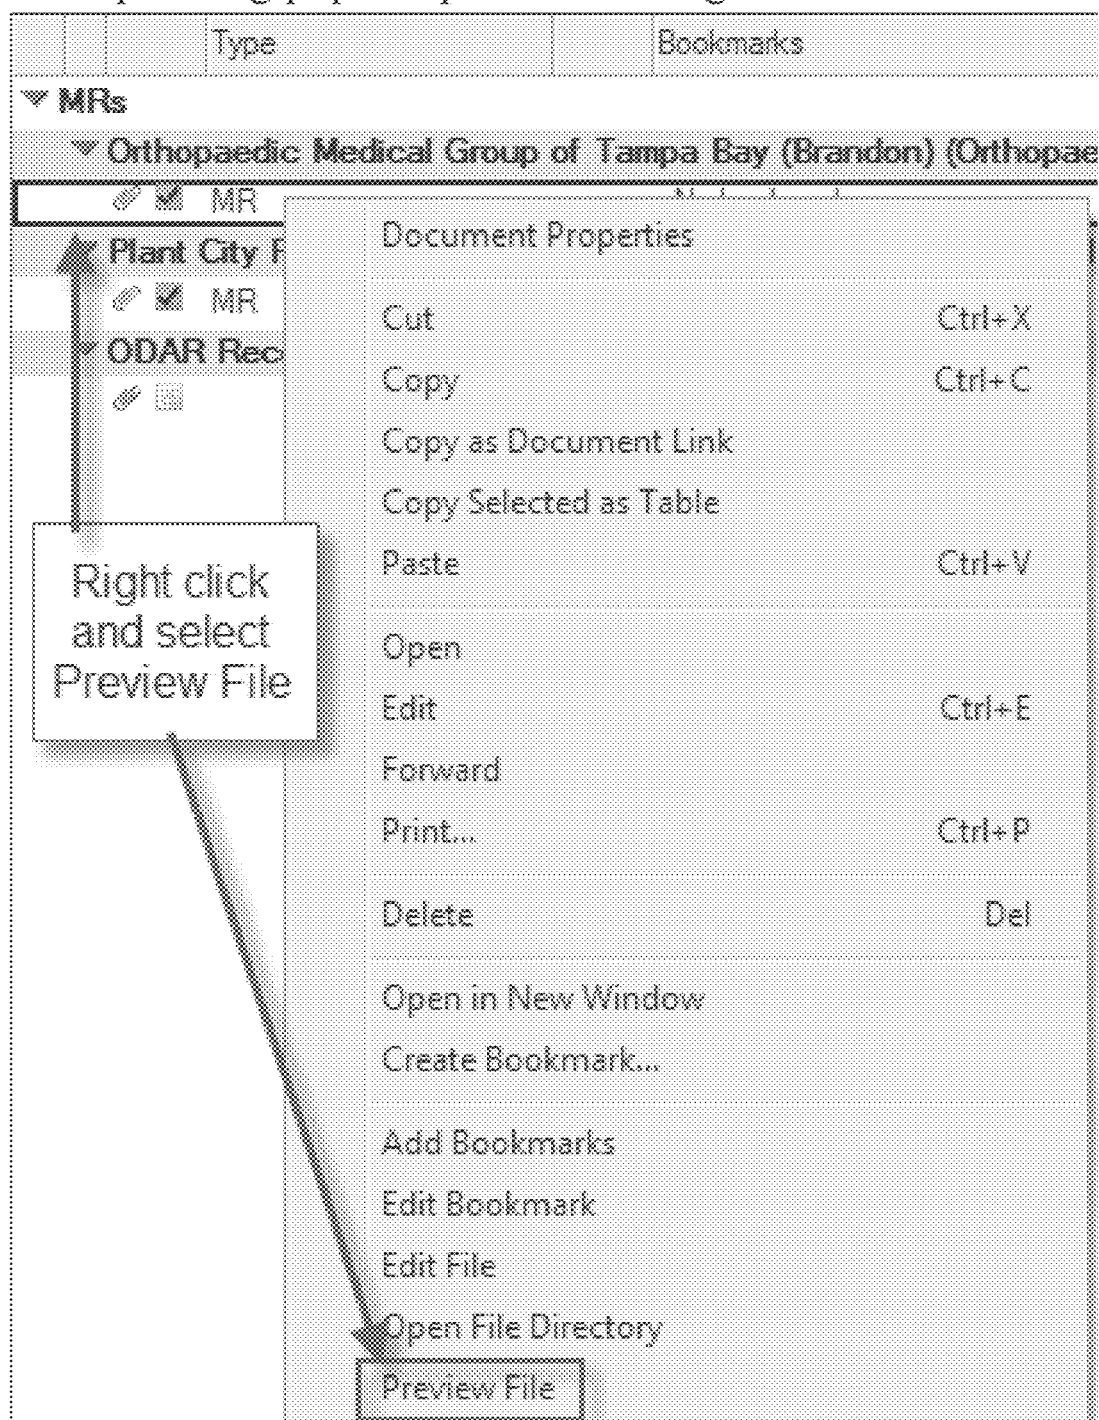 Type Bookmarks
MRs
Orthopaedic Medical Group of Tampa Bay (Brandon) (Orthopae
MR
Plant City
MR
ODAR Rec
Right click
and select
Preview File
Document Properties
Cut Ctrl+X
Copy Ctrl+C
Copy as Document Link
Copy Selected as Table
Paste Ctrl+V
Open
Edit Ctrl+E
Forward
Print... Ctrl+P
Delete Del
Open in New Window
Create Bookmark...
Add Bookmarks
Edit Bookmark
Edit File
Open File Directory
Preview File